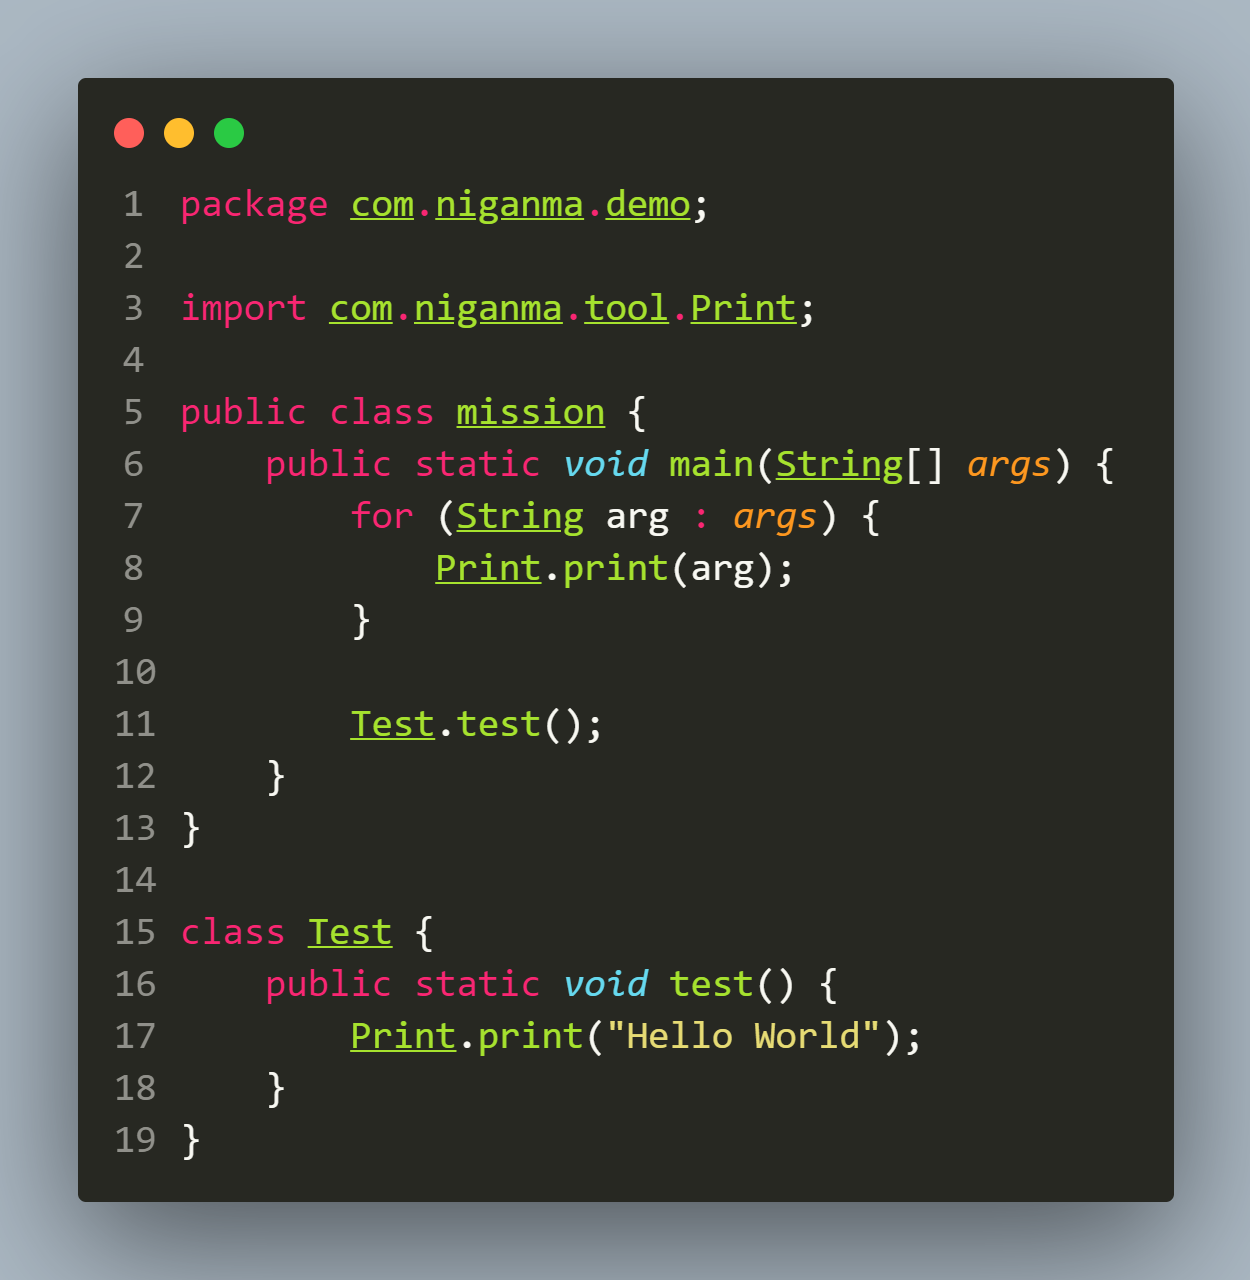 1 package com.niganma.demo;
2
3 import com.niganma.tool.Print;
4
5 public class mission {
6     public static void main(String[] args) {
7         for (String arg : args) {
8             Print.print(arg);
9         }
10
11         Test.test();
12     }
13 }
14
15 class Test {
16     public static void test() {
17         Print.print("Hello World");
18     }
19 }